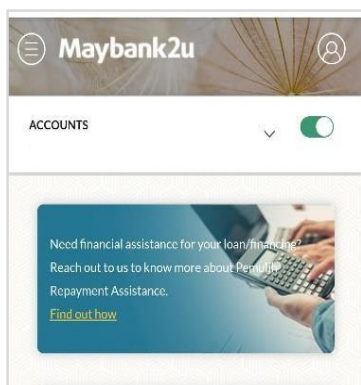 Maybank2u
ACCOUNTS
Need financial assistance for your loan/financing?
Reach out to us to know more about Pemulih
Repayment Assistance.
Find out how